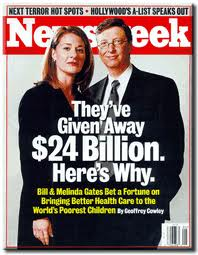 NEXT TERROR HOT SPOTS • HOLLYWOOD'S A-LIST SPEAKS OUT
Newsweek
They've
Given Away
$24 Billion.
Here's Why.
Bill & Melinda Gates Bet a Fortune on
Bringing Better Health Care to the
World's Poorest Children By Geoffrey Cowley